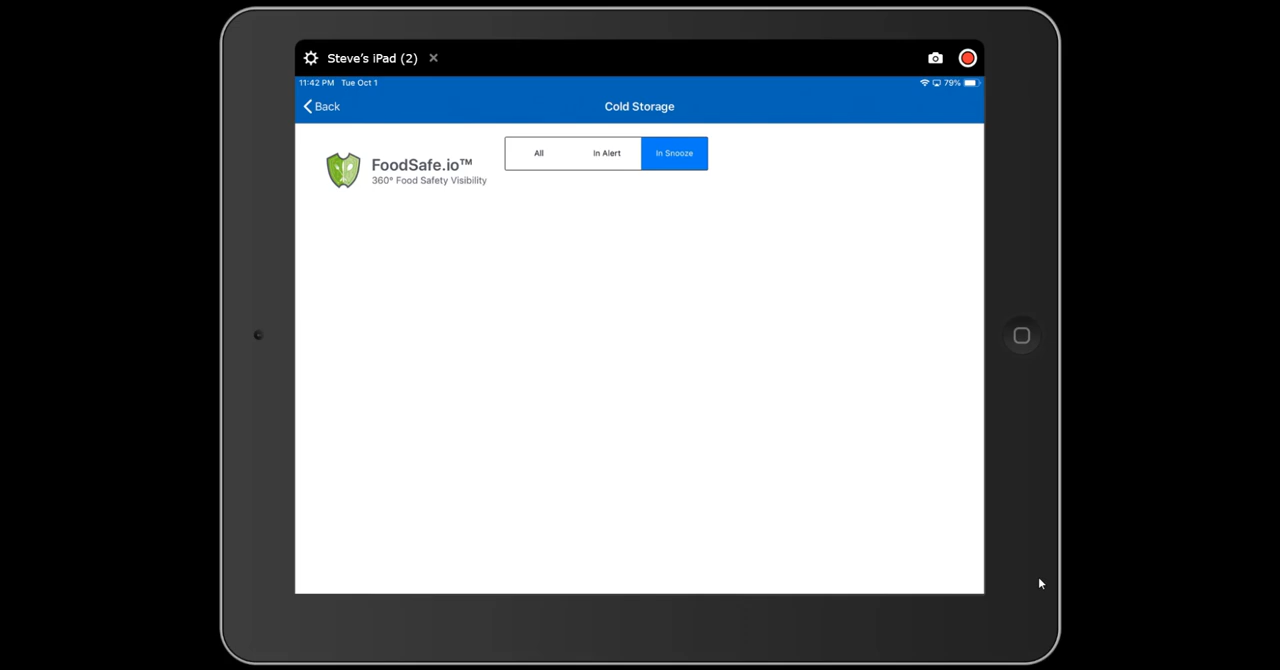 Steve's iPad (2)
11:42 PM Tue Oct 1
79%
Back
Cold Storage
FoodSafe.io™
360° Food Safety Visibility
All
In Alert
In Snooze